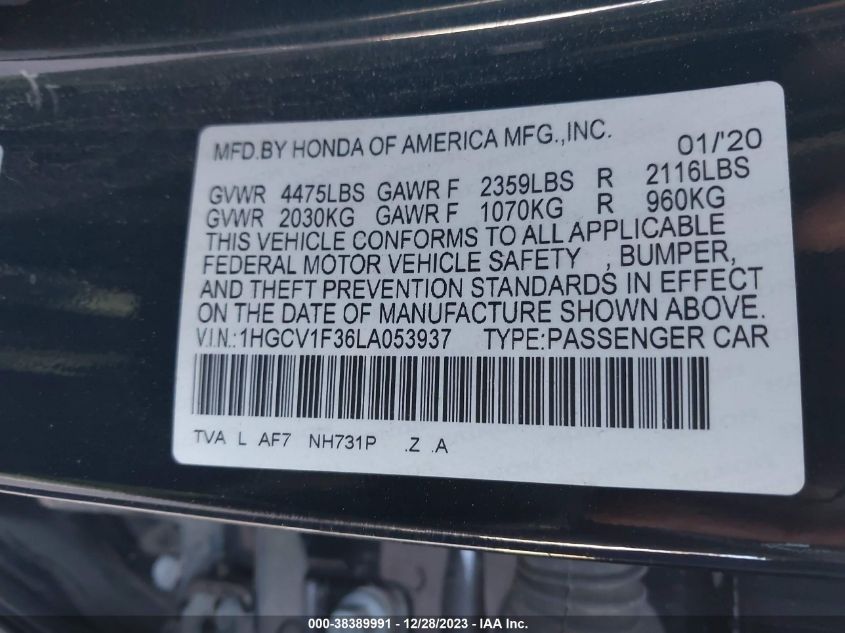 MFD.BY HONDA OF AMERICA MFG.,INC. 01/'20
GVWR 4475LBS GAWR F 2359LBS R 2116LBS
GVWR 2030KG GAWR F 1070KG R 960KG
THIS VEHICLE CONFORMS TO ALL APPLICABLE
FEDERAL MOTOR VEHICLE SAFETY , BUMPER,
AND THEFT PREVENTION STANDARDS IN EFFECT
ON THE DATE OF MANUFACTURE SHOWN ABOVE.
V.I.N.:1HGCV1F36LA053937 TYPE:PASSENGER CAR
TVA L AF7 NH731P .Z .A
000-38389991 - 12/28/2023 - IAA Inc.